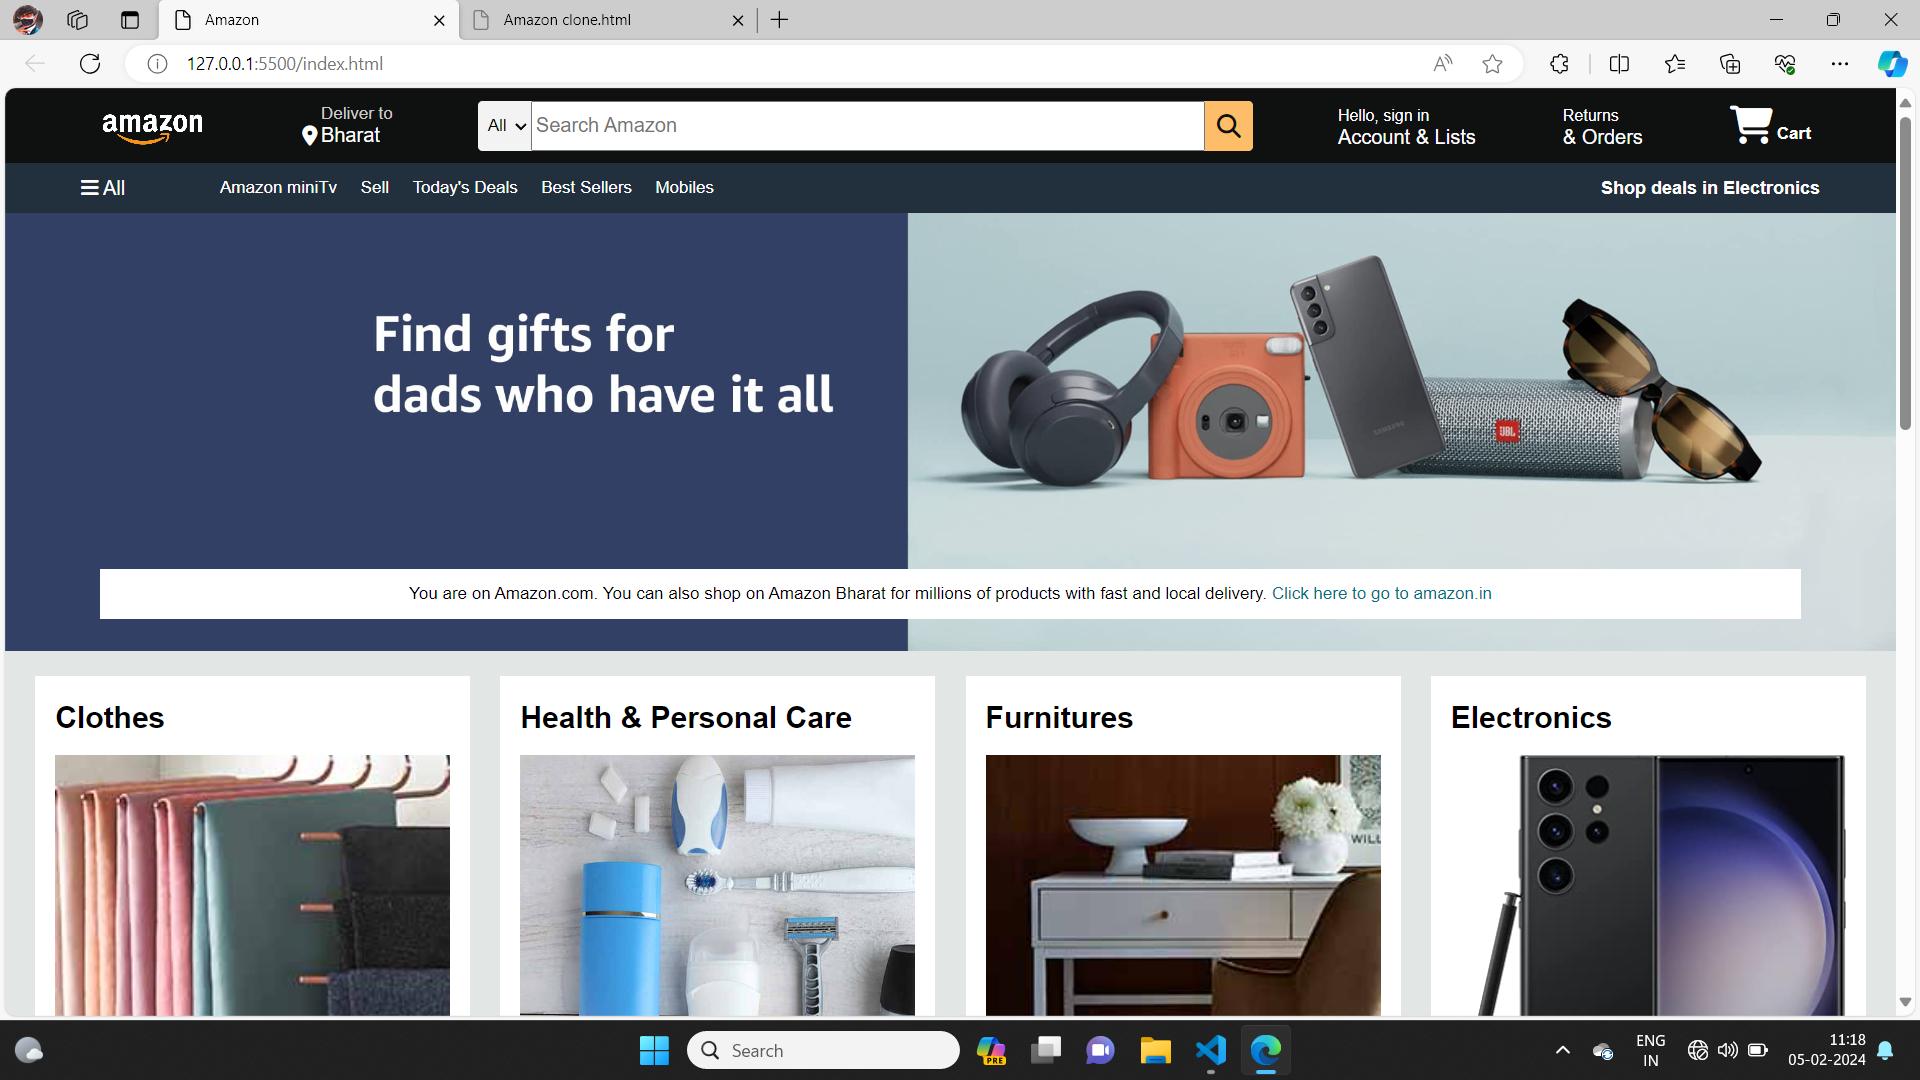 Amazon
Amazon clone.html
127.0.0.1:5500/index.html
amazon
Deliver to
Bharat
All
Search Amazon
Hello, sign in
Account & Lists
Returns
& Orders
Cart
All
Amazon miniTv
Sell
Today's Deals
Best Sellers
Mobiles
Shop deals in Electronics
Find gifts for
dads who have it all
SAMSUNG
JBL
You are on Amazon.com. You can also shop on Amazon Bharat for millions of products with fast and local delivery. Click here to go to amazon.in
Clothes
Health & Personal Care
Furnitures
Electronics
WILL
Search
PRE
ENG
IN
11:18
05-02-2024